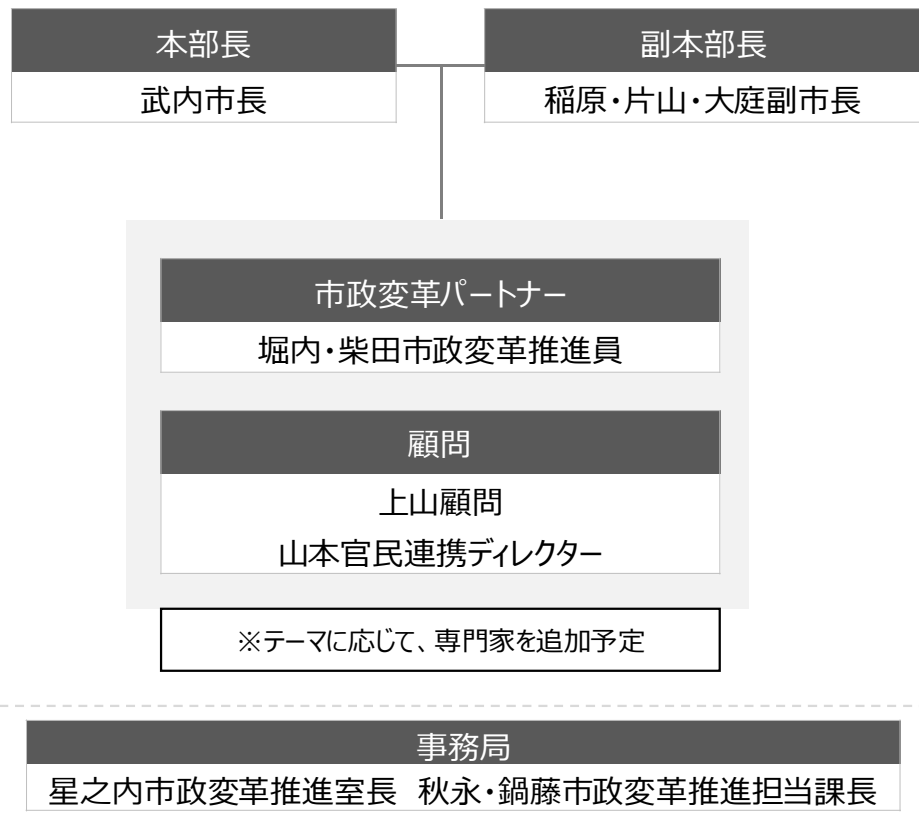 本部長
武内市長
副本部長
稲原・片山・大庭副市長
市政変革パートナー
堀内・柴田市政変革推進員
顧問
上山顧問
山本官民連携ディレクター
※テーマに応じて、専門家を追加予定
事務局
星之内市政変革推進室長 秋永・鍋藤市政変革推進担当課長